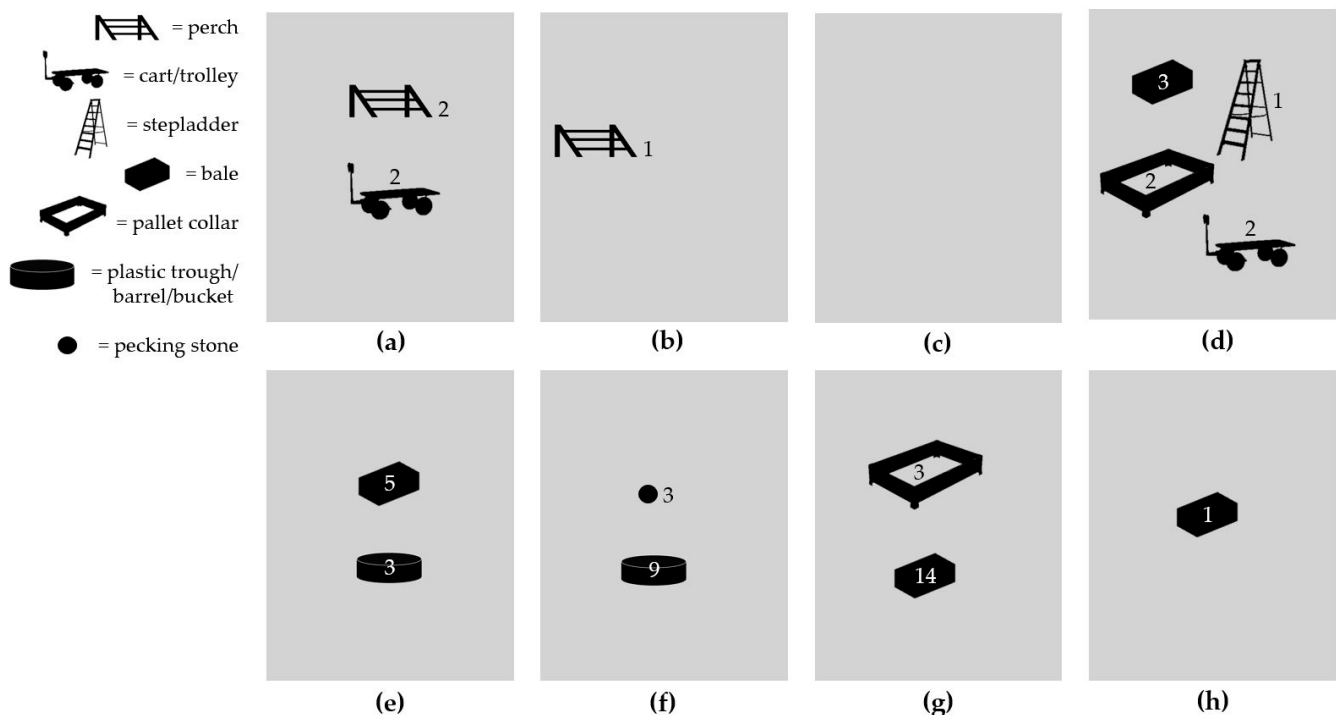 = perch
= cart/trolley
= stepladder
= bale
= pallet collar
= plastic trough/
barrel/bucket
= pecking stone
2
2
(a)
1
(b)
(c)
3
1
2
2
(d)
5
3
(e)
3
9
(f)
3
14
(g)
1
(h)